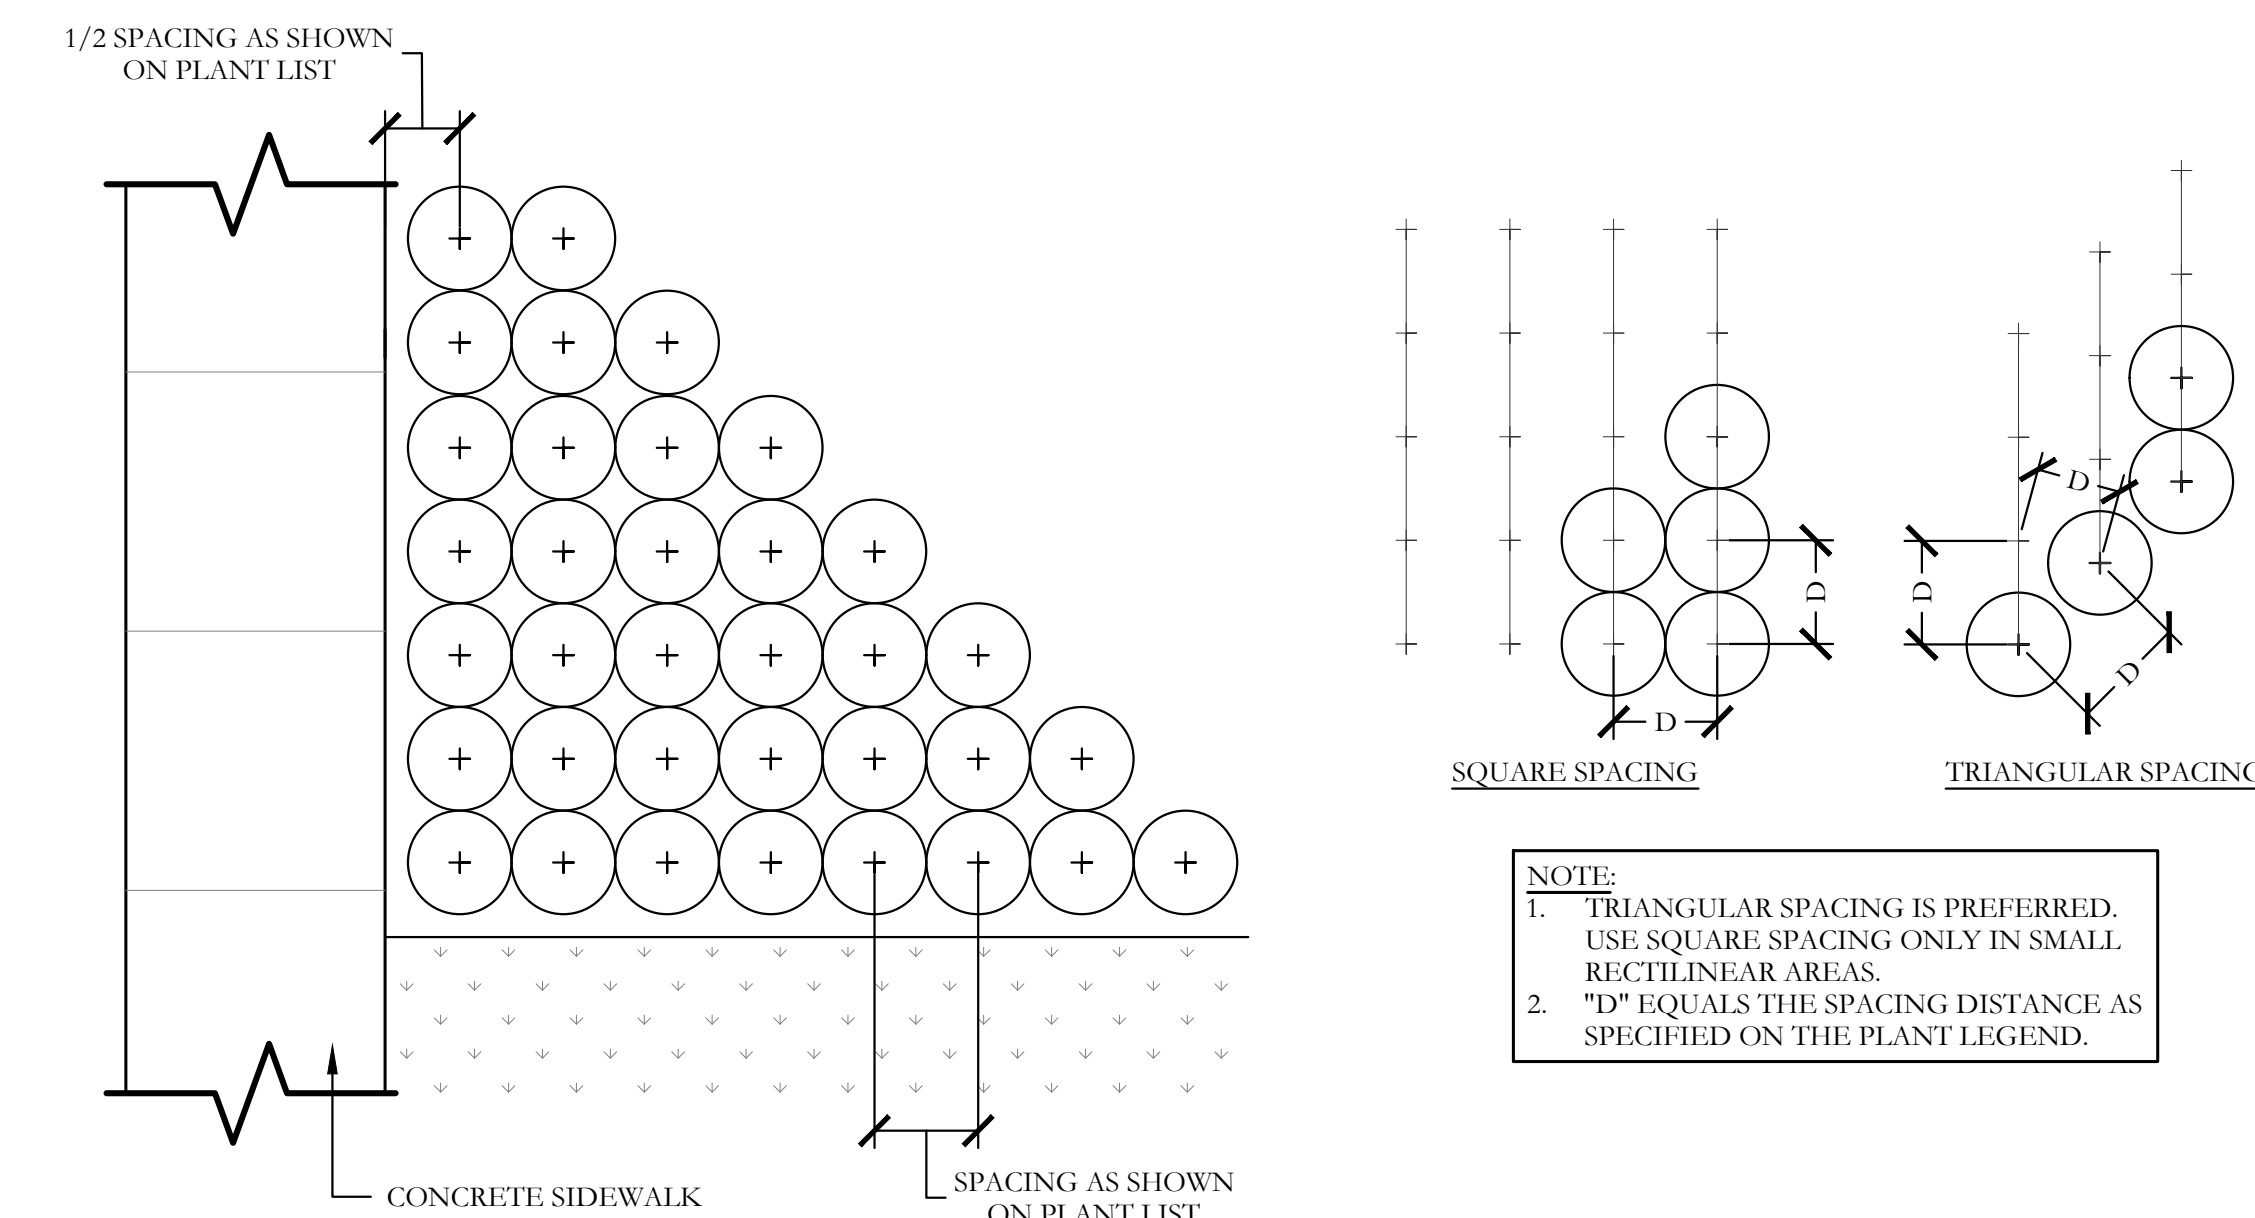 1/2 SPACING AS SHOWN
ON PLANT LIST
D
D
D
D
D
SQUARE SPACING
TRIANGULAR SPACING
NOTE:
1. TRIANGULAR SPACING IS PREFERRED.
USE SQUARE SPACING ONLY IN SMALL
RECTILINEAR AREAS.
2. "D" EQUALS THE SPACING DISTANCE AS
SPECIFIED ON THE PLANT LEGEND.
CONCRETE SIDEWALK
SPACING AS SHOWN
ON PLANT LIST